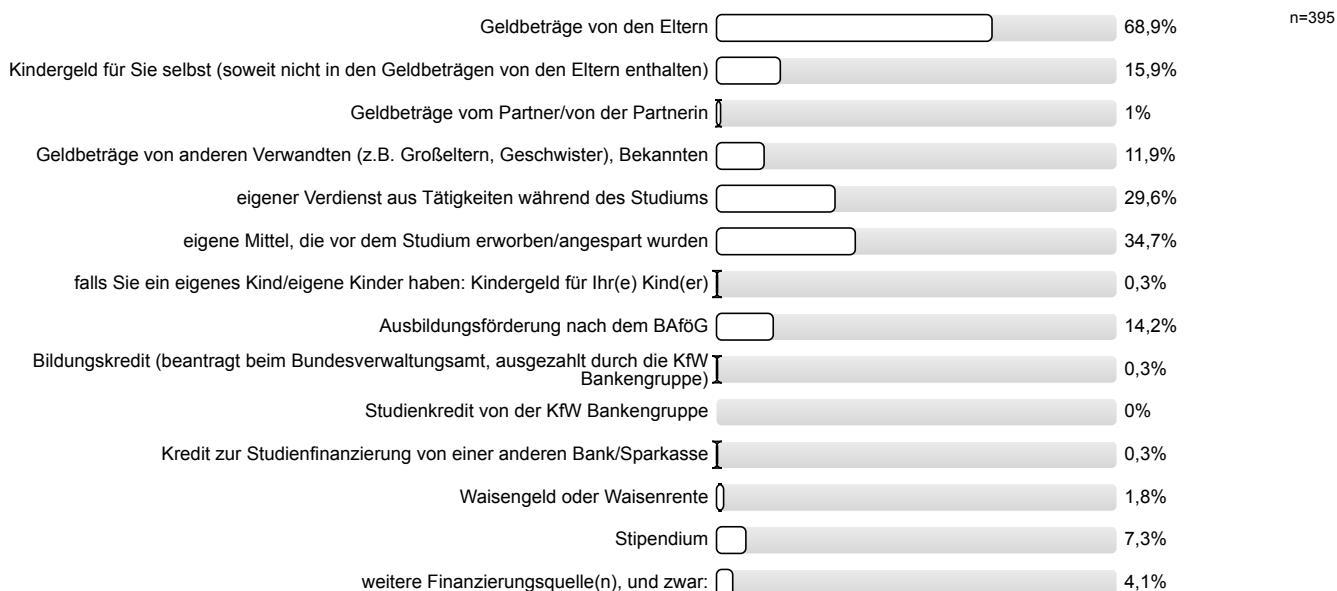 Geldbeträge von den Eltern 68,9% n=395
Kindergeld für Sie selbst (soweit nicht in den Geldbeträgen von den Eltern enthalten) 15,9%
Geldbeträge vom Partner/von der Partnerin 1%
Geldbeträge von anderen Verwandten (z.B. Großeltern, Geschwister), Bekannten 11,9%
eigener Verdienst aus Tätigkeiten während des Studiums 29,6%
eigene Mittel, die vor dem Studium erworben/angespart wurden 34,7%
falls Sie ein eigenes Kind/eigene Kinder haben: Kindergeld für Ihr(e) Kind(er) 0,3%
Ausbildungsförderung nach dem BAföG 14,2%
Bildungskredit (beantragt beim Bundesverwaltungsamt, ausgezahlt durch die KfW
Bankengruppe) 0,3%
Studienkredit von der KfW Bankengruppe 0%
Kredit zur Studienfinanzierung von einer anderen Bank/Sparkasse 0,3%
Waisengeld oder Waisenrente 1,8%
Stipendium 7,3%
weitere Finanzierungsquelle(n), und zwar: 4,1%